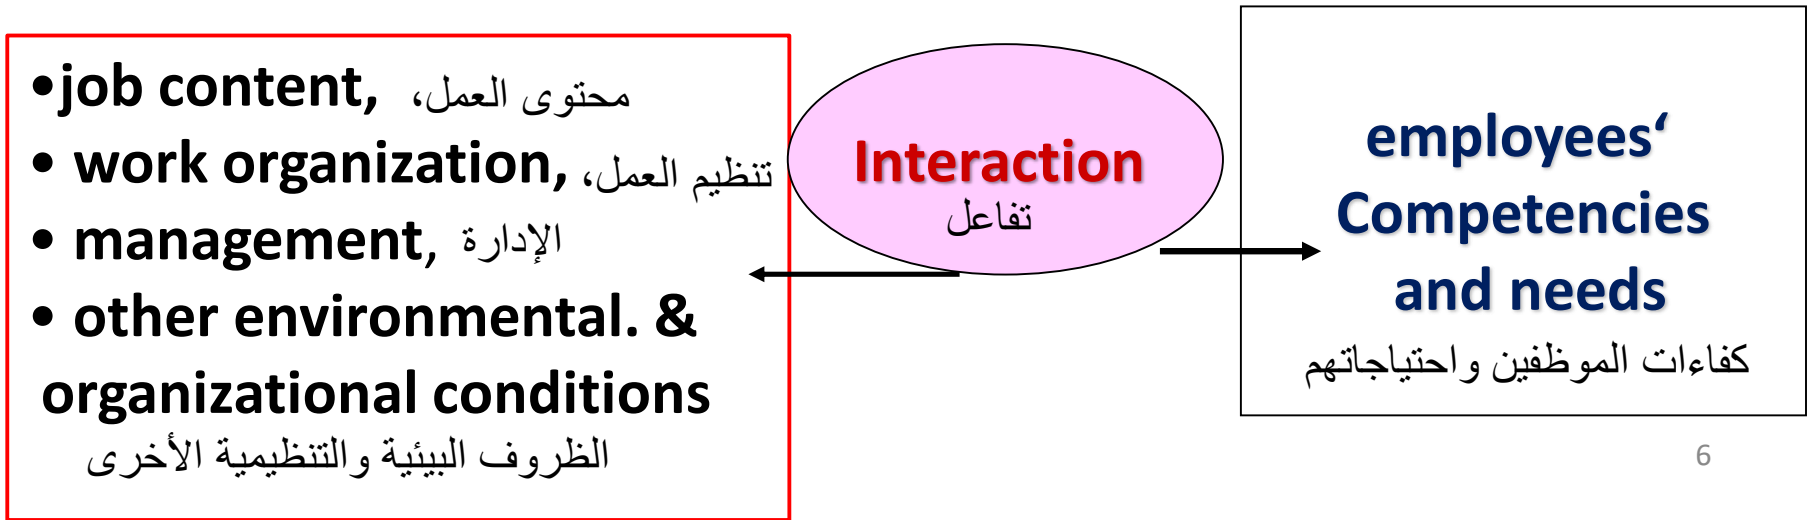 •job content, محتوى العمل،
• work organization, تنظيم العمل،
• management, الإدارة
• other environmental. &
organizational conditions
الظروف البيئية والتنظيمية الأخرى
Interaction
تفاعل
employees‘
Competencies
and needs
كفاءات الموظفين واحتياجاتهم
6